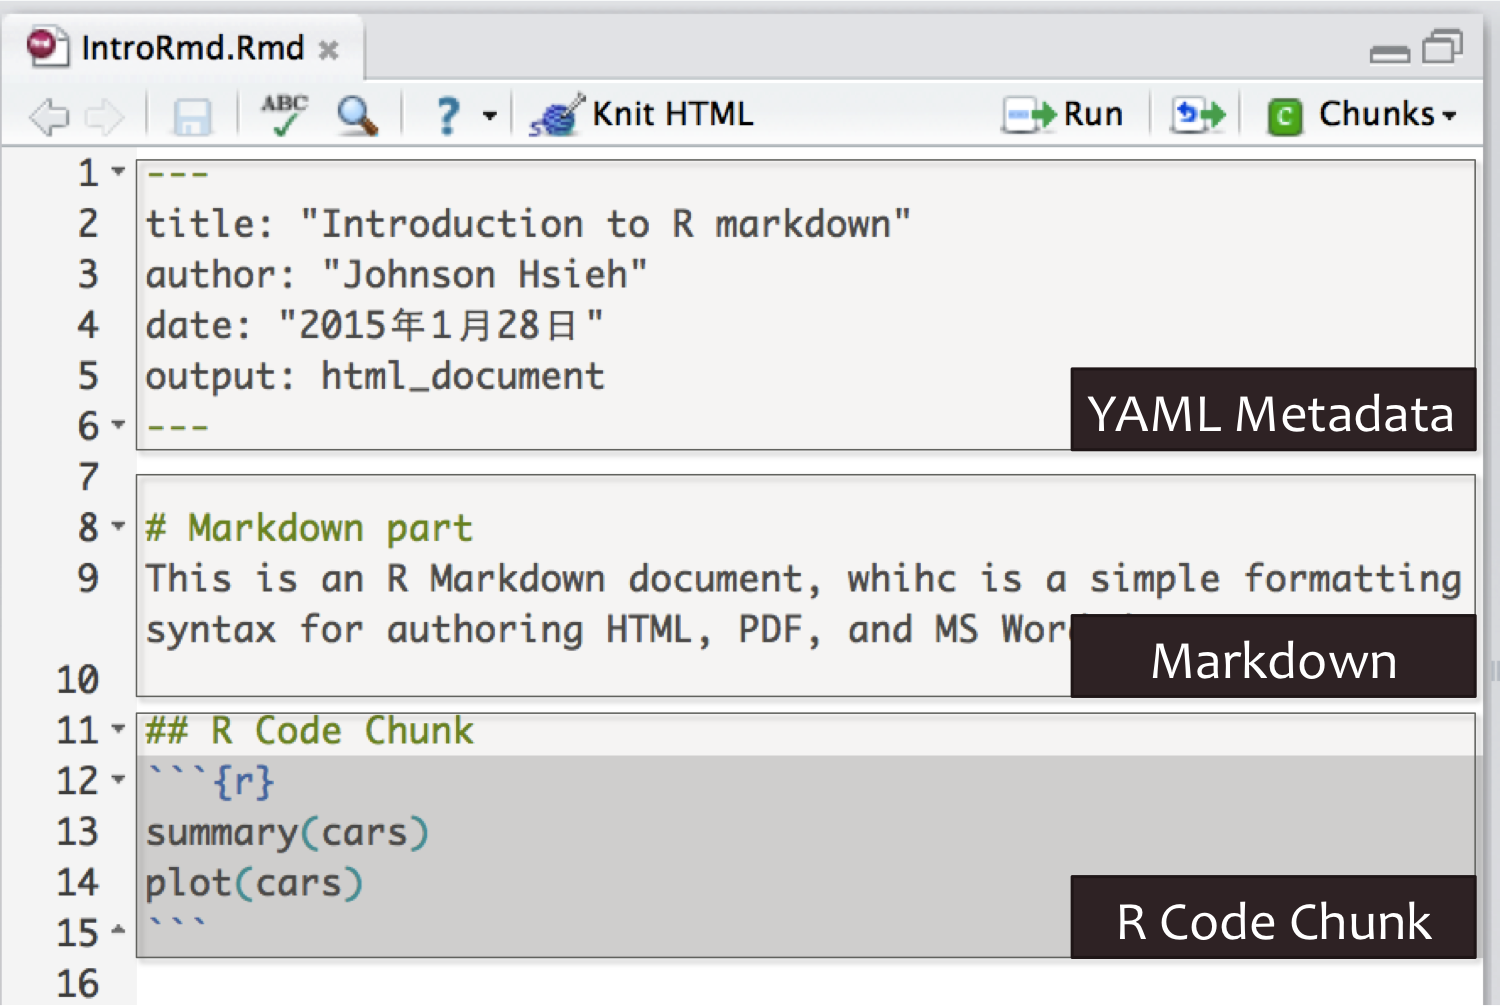 IntroRmd.Rmd
ABC ? Knit HTML Run C Chunks
1 ---
2 title: "Introduction to R markdown"
3 author: "Johnson Hsieh"
4 date: "2015年1月28日"
5 output: html_document
YAML Metadata
6 ---
7
8 # Markdown part
9 This is an R Markdown document, whihc is a simple formatting
syntax for authoring HTML, PDF, and MS
Markdown
10
11 ## R Code Chunk
12 ```{r}
13 summary(cars)
14 plot(cars)
R Code Chunk
15 ```
16